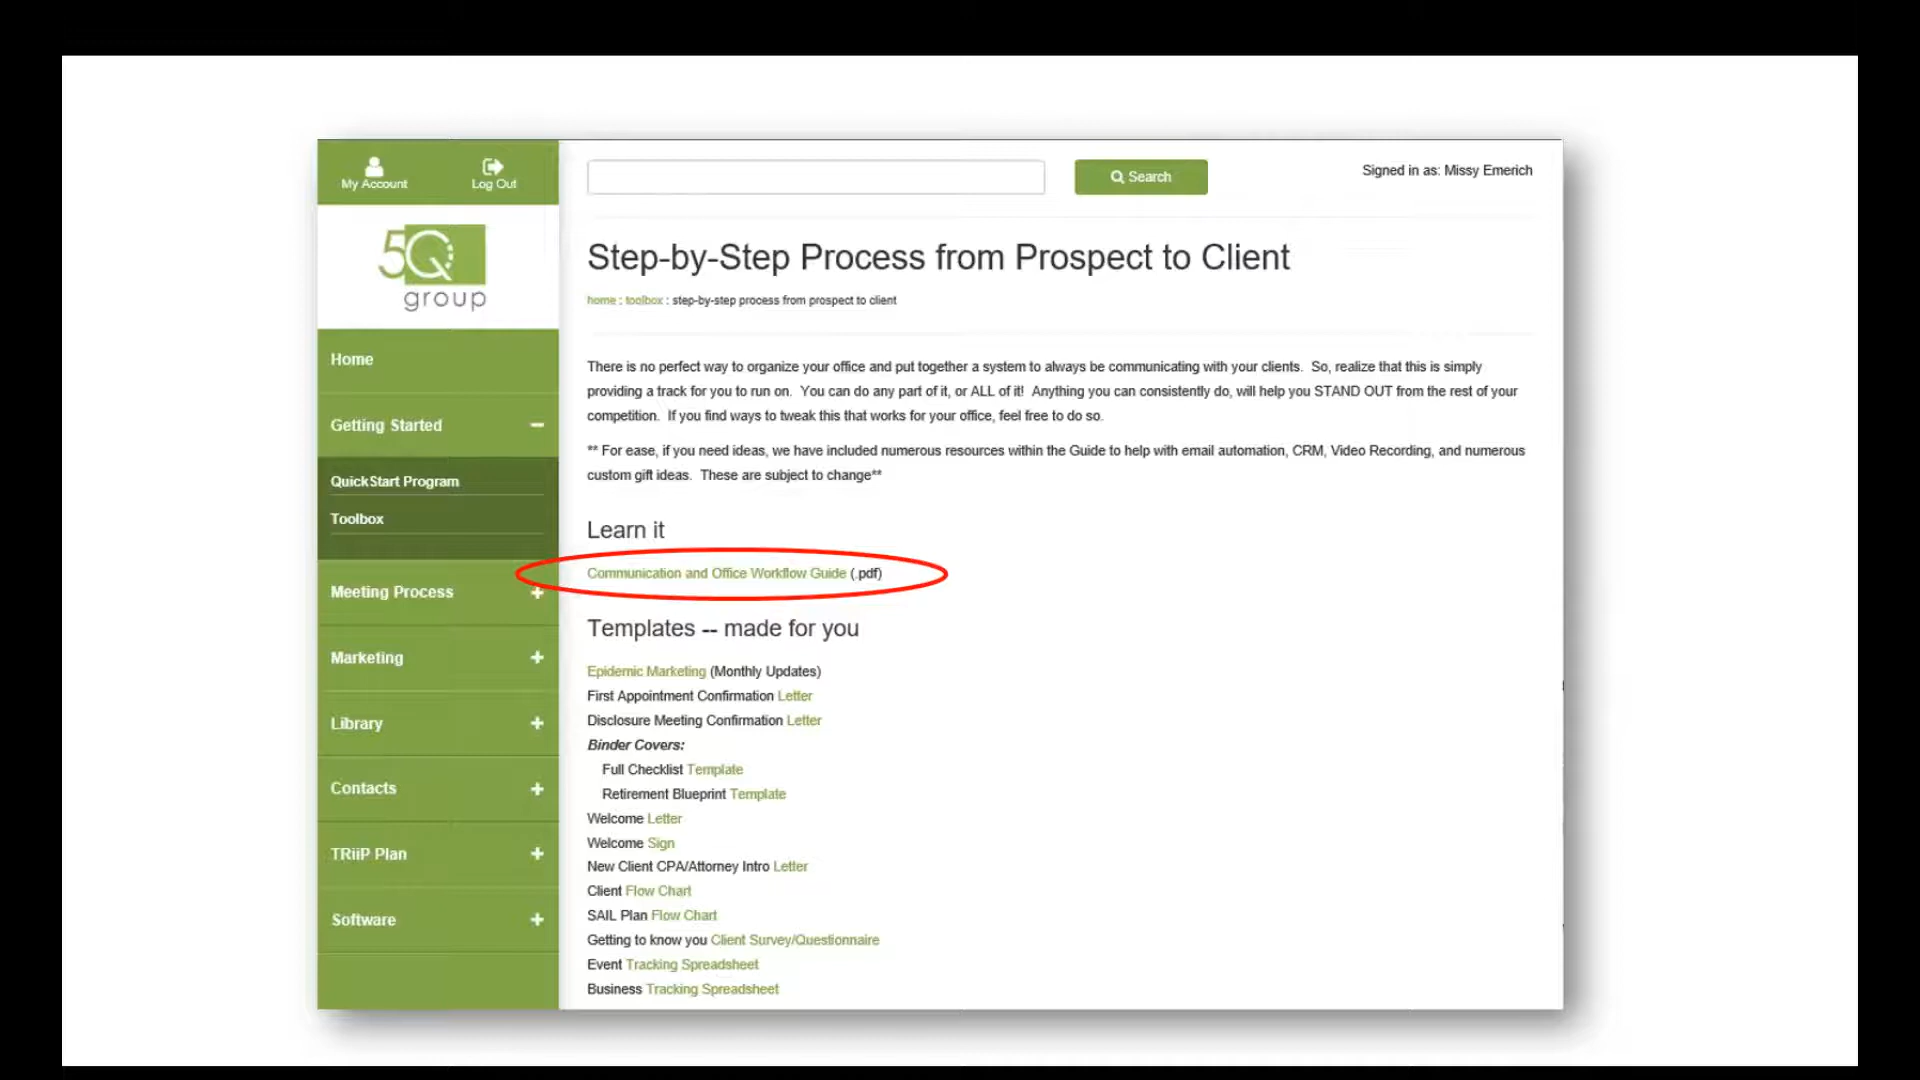 My Account
Log Out
Search
Signed in as: Missy Emerich
5Q
group
Home
Getting Started
QuickStart Program
Toolbox
Meeting Process
Marketing
Library
Contacts
TRiiP Plan
Software
Step-by-Step Process from Prospect to Client
home : toolbox : step-by-step process from prospect to client
There is no perfect way to organize your office and put together a system to always be communicating with your clients. So, realize that this is simply
providing a track for you to run on. You can do any part of it, or ALL of it! Anything you can consistently do, will help you STAND OUT from the rest of your
competition. If you find ways to tweak this that works for your office, feel free to do so.
** For ease, if you need ideas, we have included numerous resources within the Guide to help with email automation, CRM, Video Recording, and numerous
custom gift ideas. These are subject to change**
Learn it
Communication and Office Workflow Guide (.pdf)
Templates -- made for you
Epidemic Marketing (Monthly Updates)
First Appointment Confirmation Letter
Disclosure Meeting Confirmation Letter
Binder Covers:
Full Checklist Template
Retirement Blueprint Template
Welcome Letter
Welcome Sign
New Client CPA/Attorney Intro Letter
Client Flow Chart
SAIL Plan Flow Chart
Getting to know you Client Survey/Questionnaire
Event Tracking Spreadsheet
Business Tracking Spreadsheet